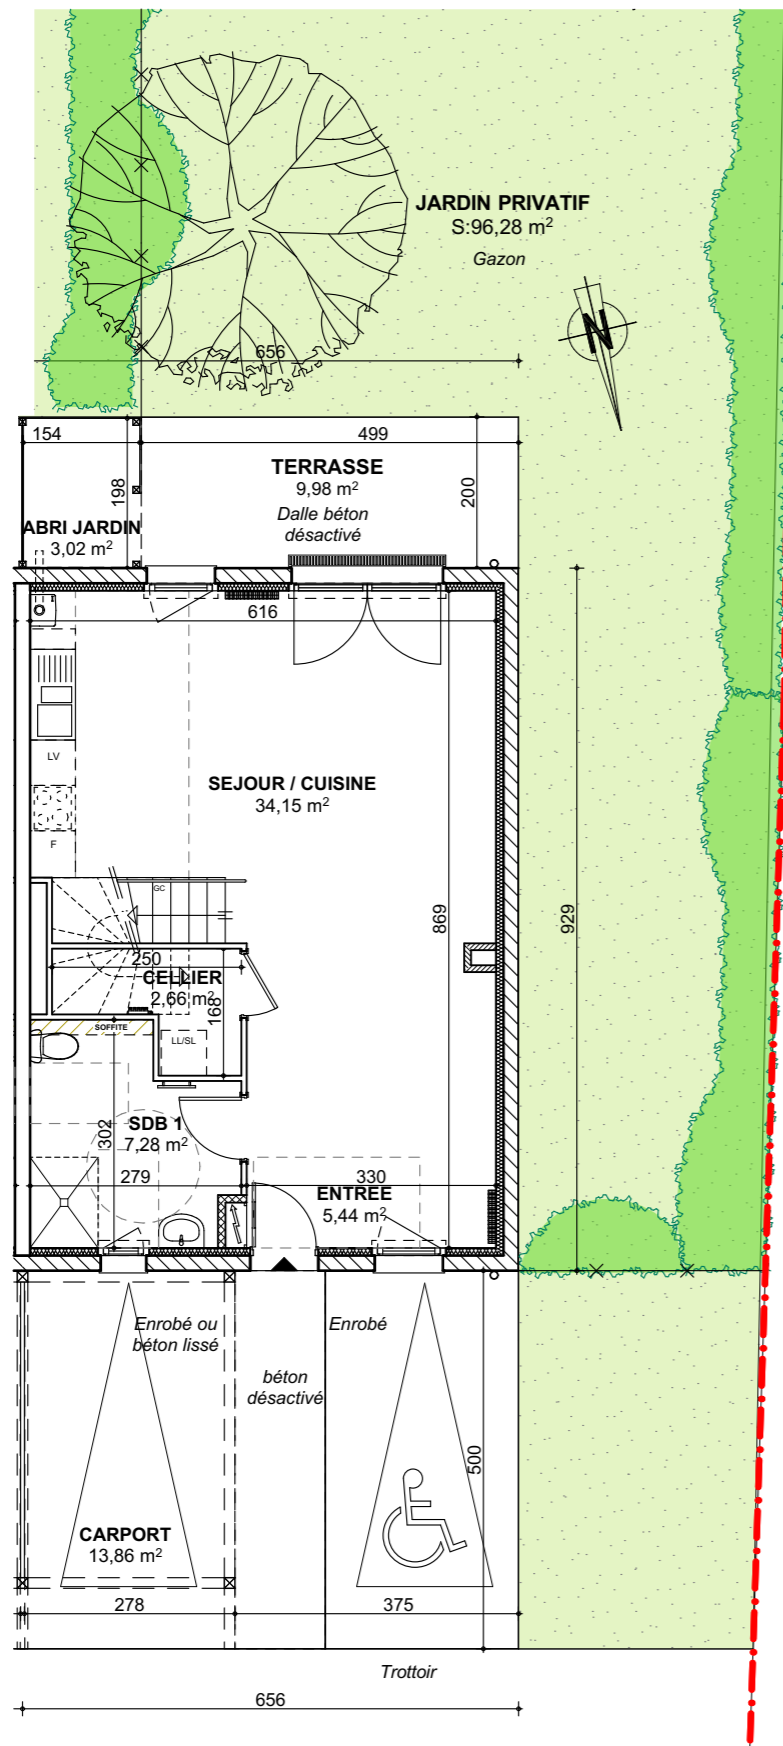 JARDIN PRIVATIF
S:96,28 m²
Gazon
N
656
154
499
TERRASSE
9,98 m²
198
200
Dalle béton
désactivé
ABRI JARDIN
3,02 m²
616
LV
SEJOUR / CUISINE
34,15 m²
F
GC
869
929
250
CELLIER
2,66 m²
168
SOFFITE
LL/SL
302
SDB 1
7,28 m²
279
330
ENTREE
5,44 m²
Enrobé ou
béton lissé
Enrobé
béton
désactivé
500
CARPORT
13,86 m²
278
375
Trottoir
656